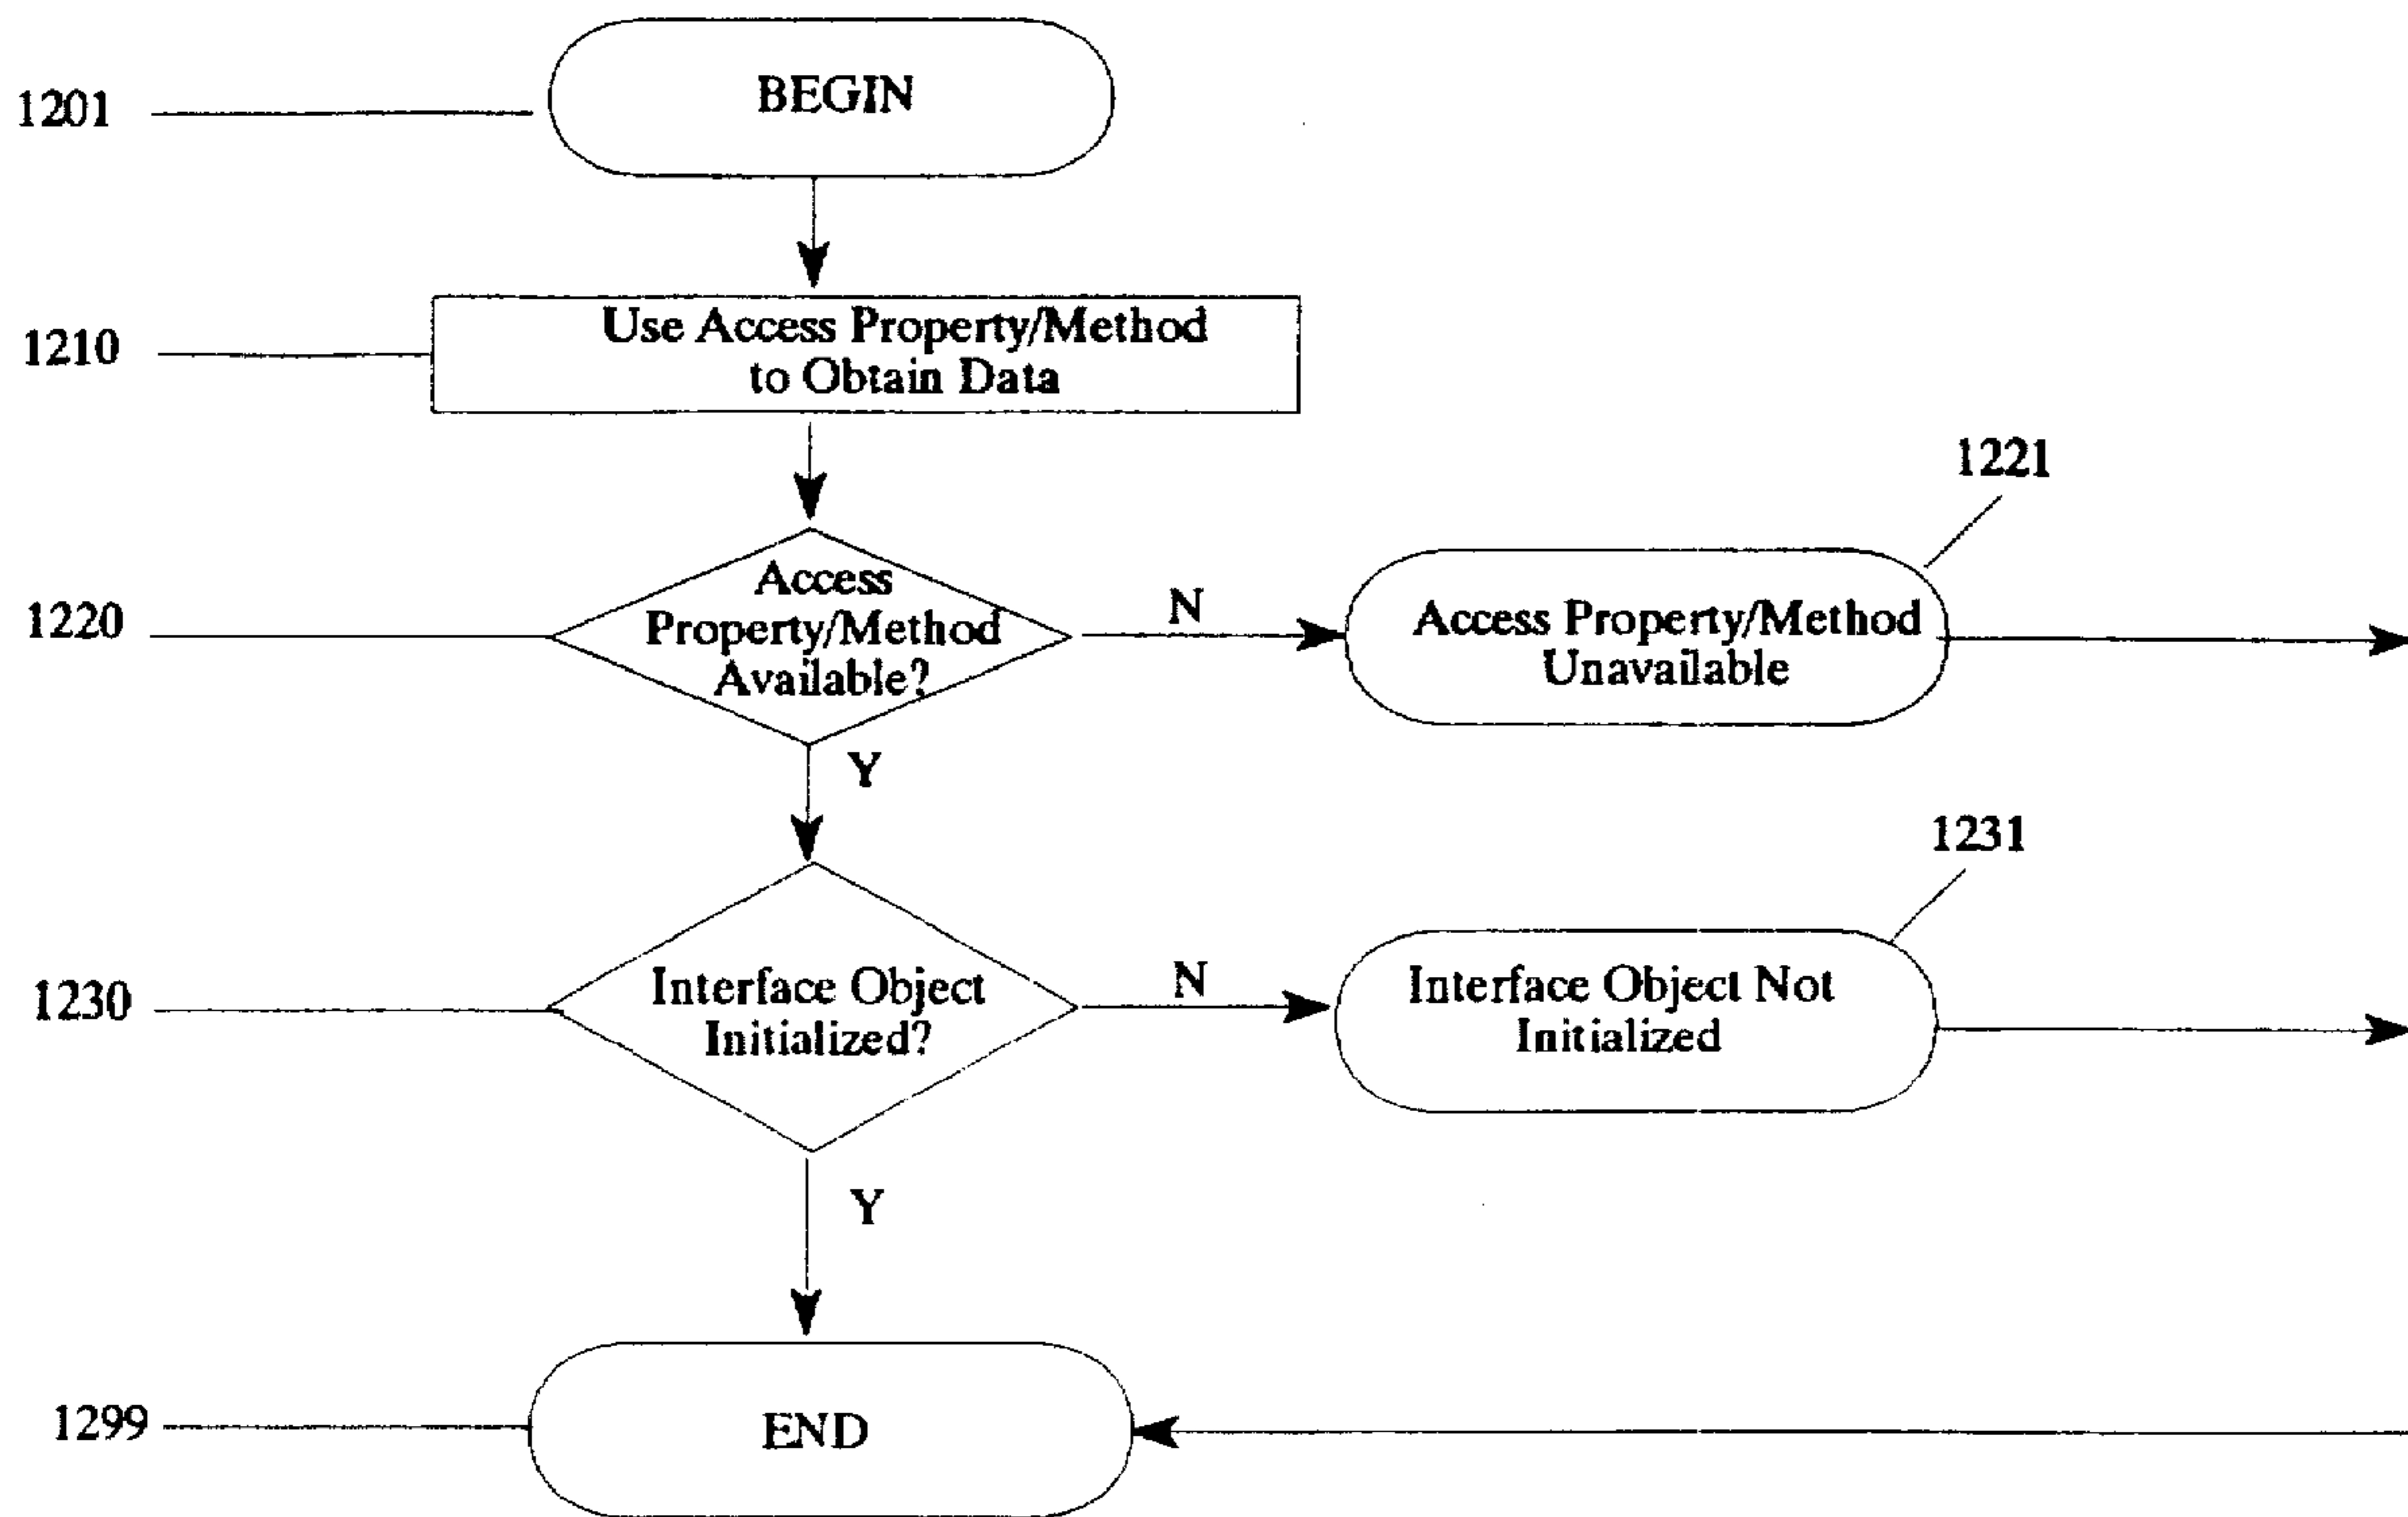 1201
BEGIN
1210
Use Access Property/Method
to Obtain Data
1221
1220
Access
Property/Method
Available?
N
Access Property/Method
Unavailable
Y
1231
1230
Interface Object
Initialized?
N
Interface Object Not
Initialized
Y
1299
END